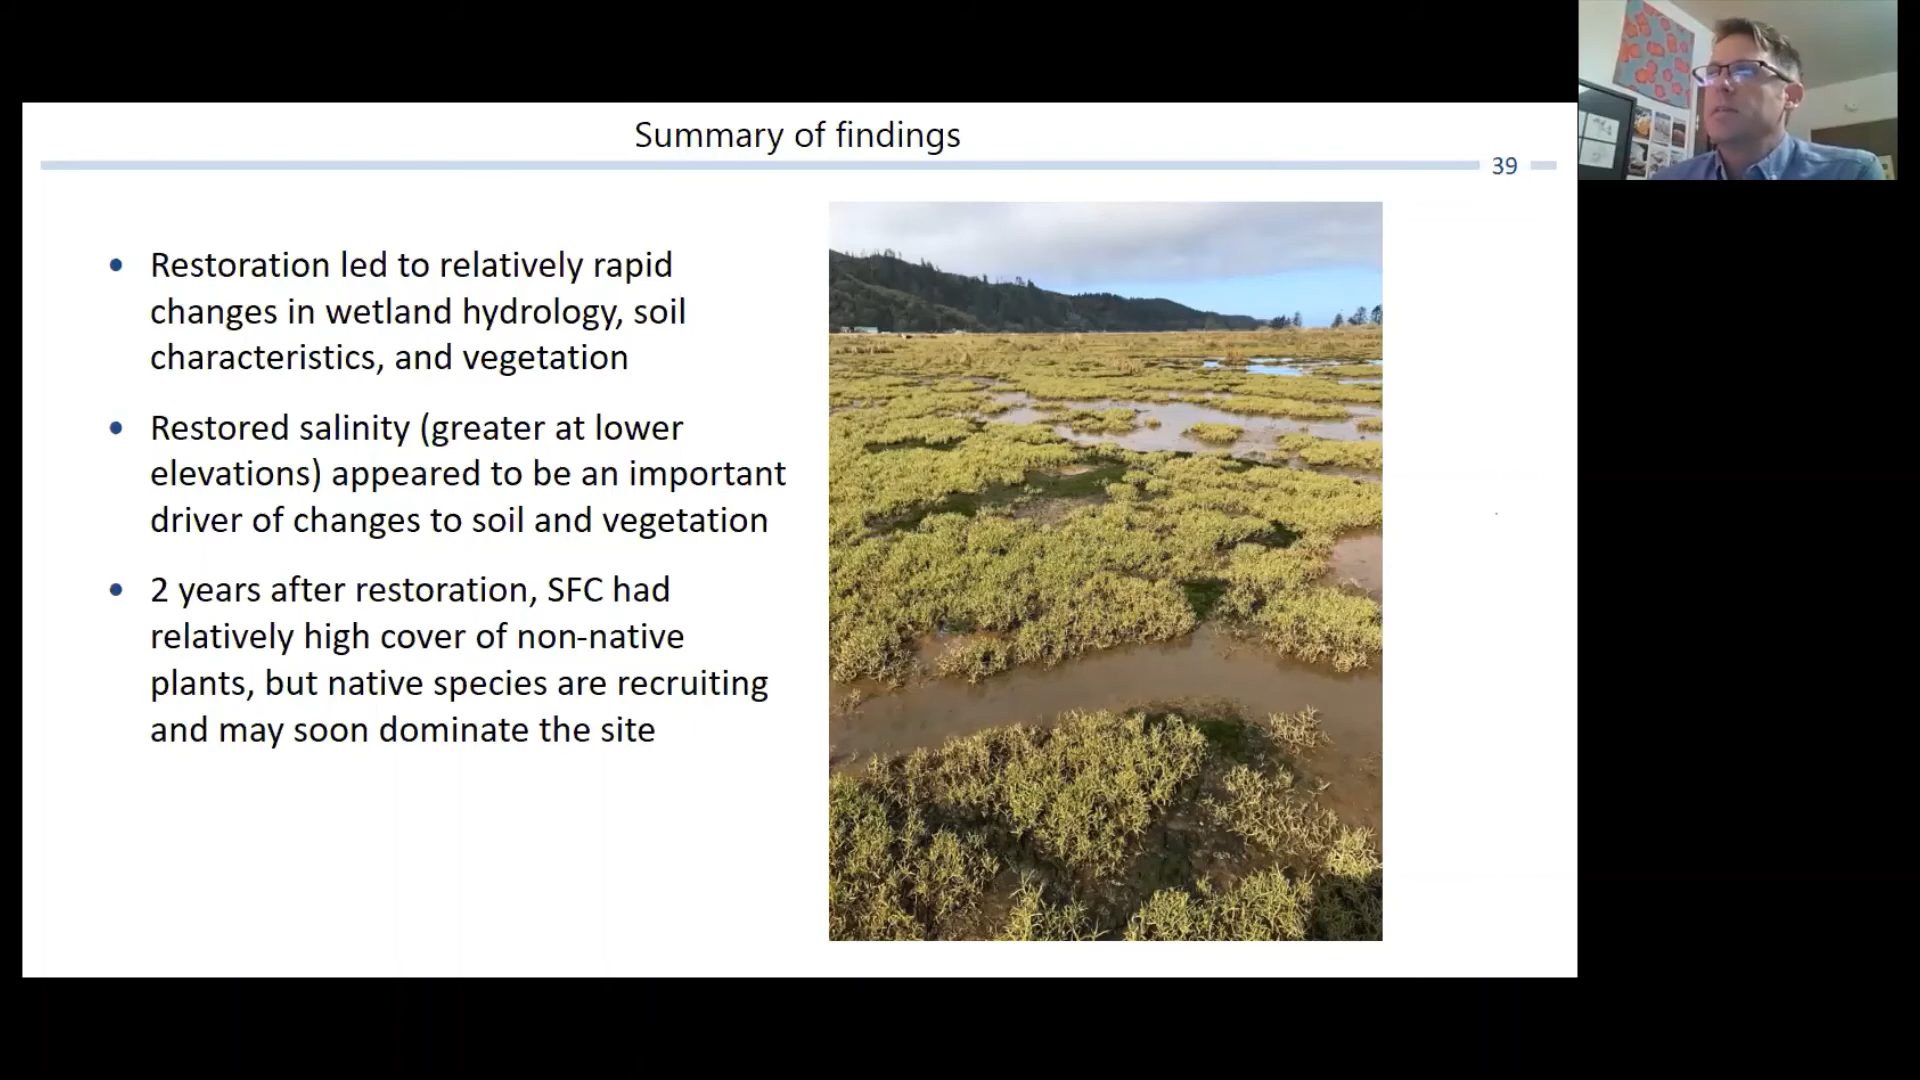 Summary of findings
39
• Restoration led to relatively rapid
changes in wetland hydrology, soil
characteristics, and vegetation
• Restored salinity (greater at lower
elevations) appeared to be an important
driver of changes to soil and vegetation
• 2 years after restoration, SFC had
relatively high cover of non-native
plants, but native species are recruiting
and may soon dominate the site